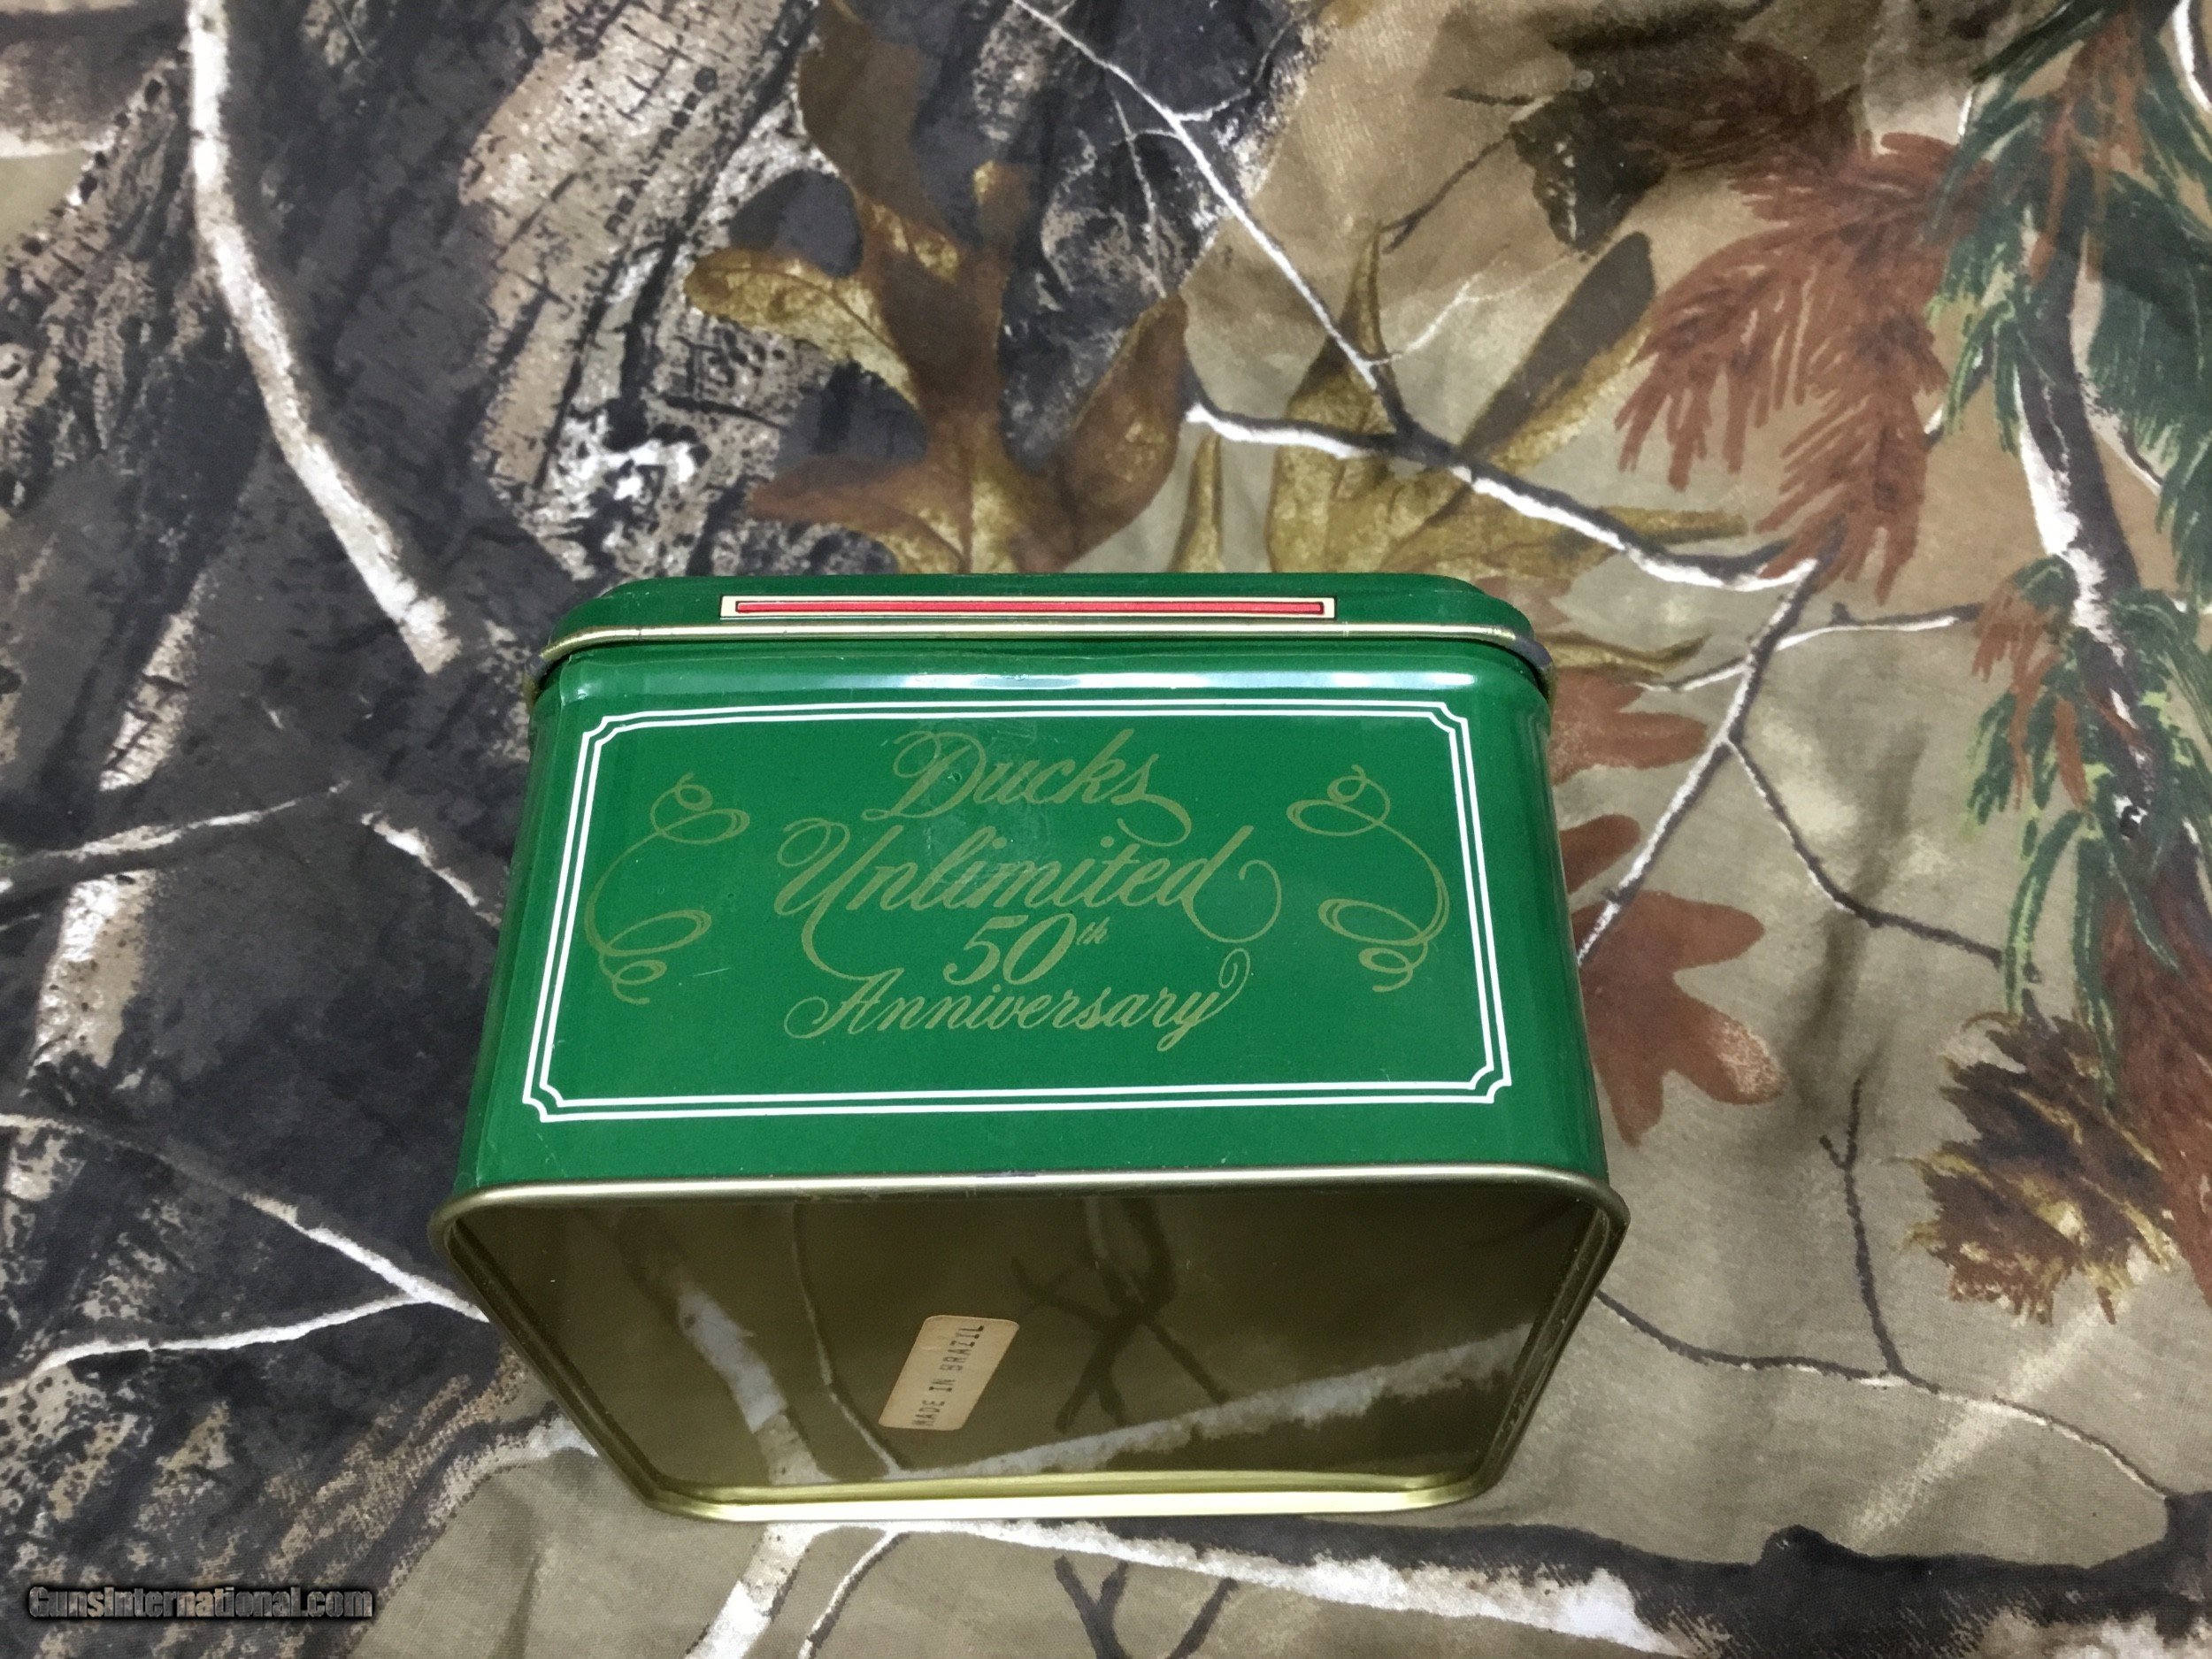 Ducks
Unlimited
50th
Anniversary
MADE IN BRAZIL
GunsInternational.com